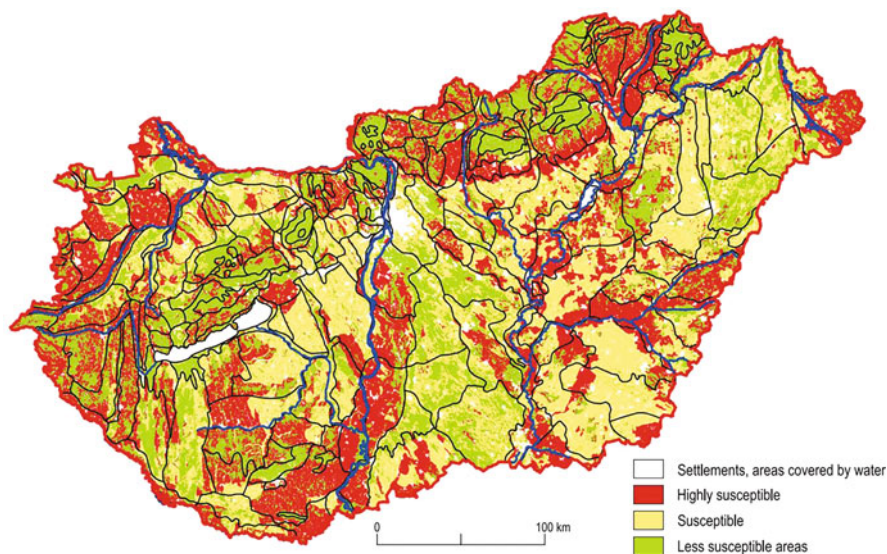 Settlements, areas covered by water
Highly susceptible
Susceptible
Less susceptible areas
0 100 km